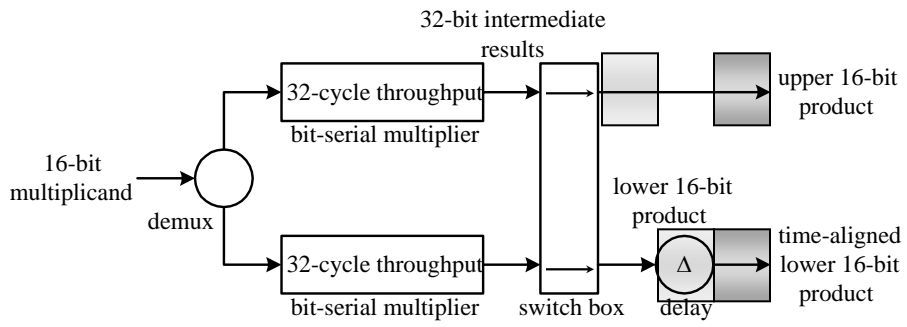 32-bit intermediate
results
32-cycle throughput
bit-serial multiplier
upper 16-bit
product
16-bit
multiplicand
demux
lower 16-bit
product
32-cycle throughput
bit-serial multiplier
switch box
Δ
delay
time-aligned
lower 16-bit
product